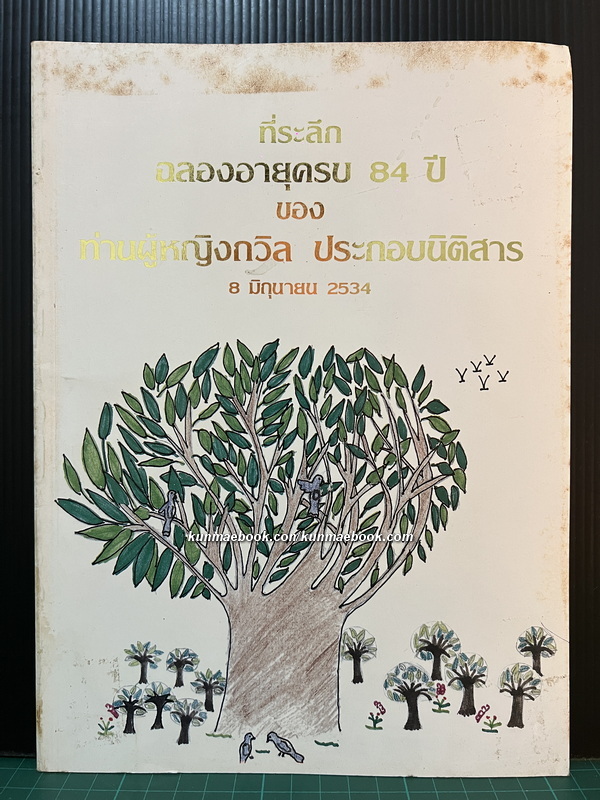 ที่ระลึก
ฉลองอายุครบ 84 ปี
ของ
ท่านผู้หญิงถวิล ประกอบนิติสาร
8 มิถุนายน 2534
kunmaebook.com/kunmaebook.com